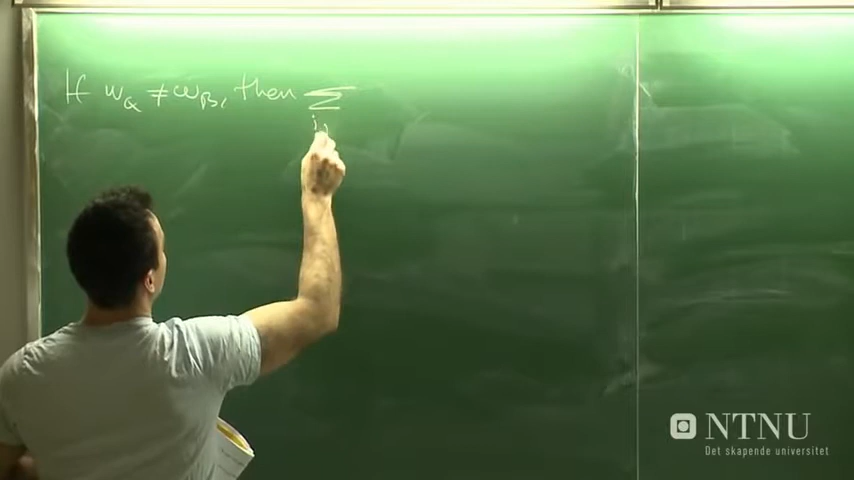 If ωα ≠ ωβ, then Σ
i,
NTNU
Det skapende universitet